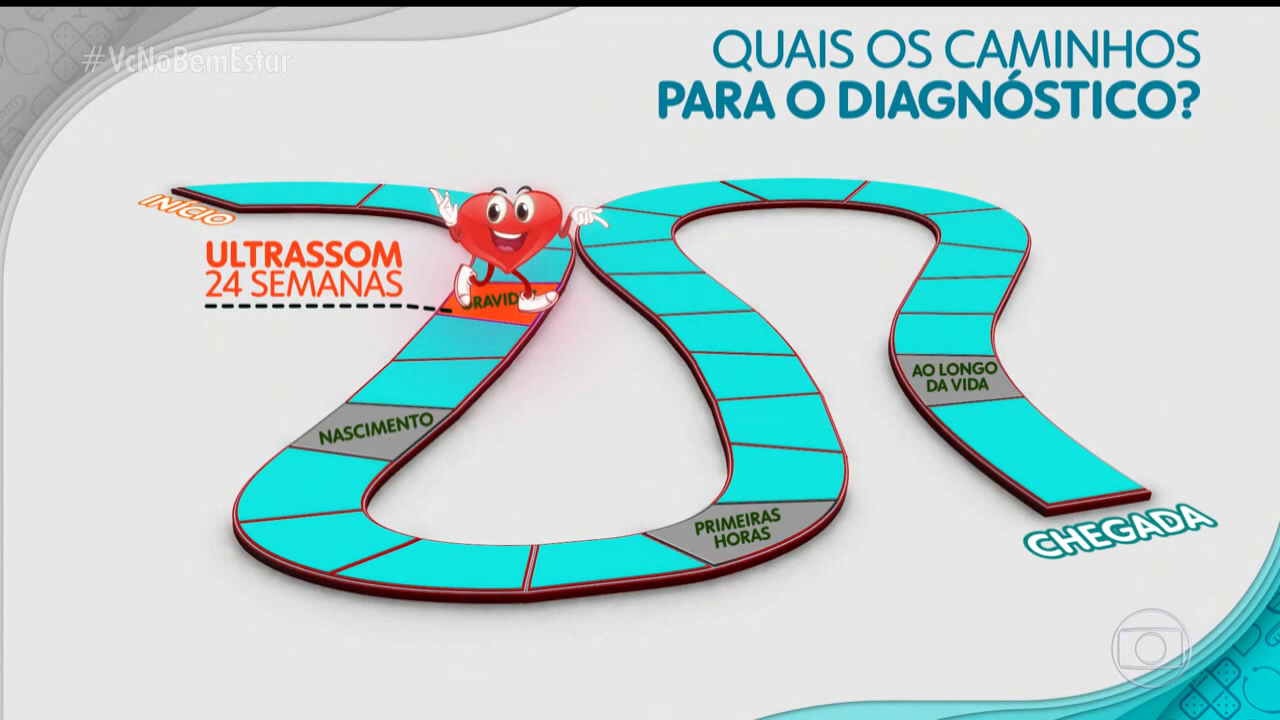 #VcNoBemEstar
QUAIS OS CAMINHOS
PARA O DIAGNÓSTICO?
INÍCIO
ULTRASSOM
24 SEMANAS
NASCIMENTO
PRIMEIRAS
HORAS
AO LONGO
DA VIDA
CHEGADA